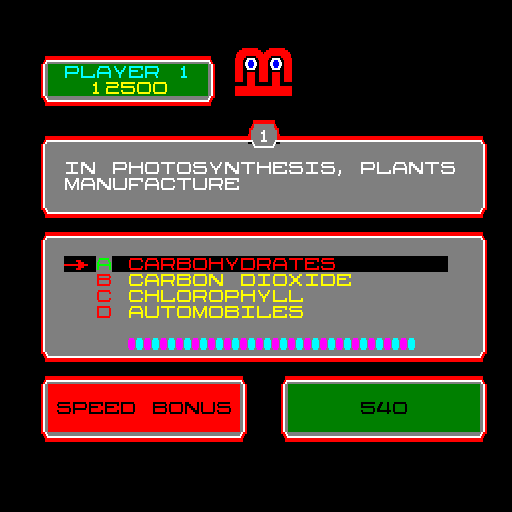 PLAYER 1
12500
1
IN PHOTOSYNTHESIS, PLANTS
MANUFACTURE
A CARBOHYDRATES
B CARBON DIOXIDE
C CHLOROPHYLL
D AUTOMOBILES
SPEED BONUS
540